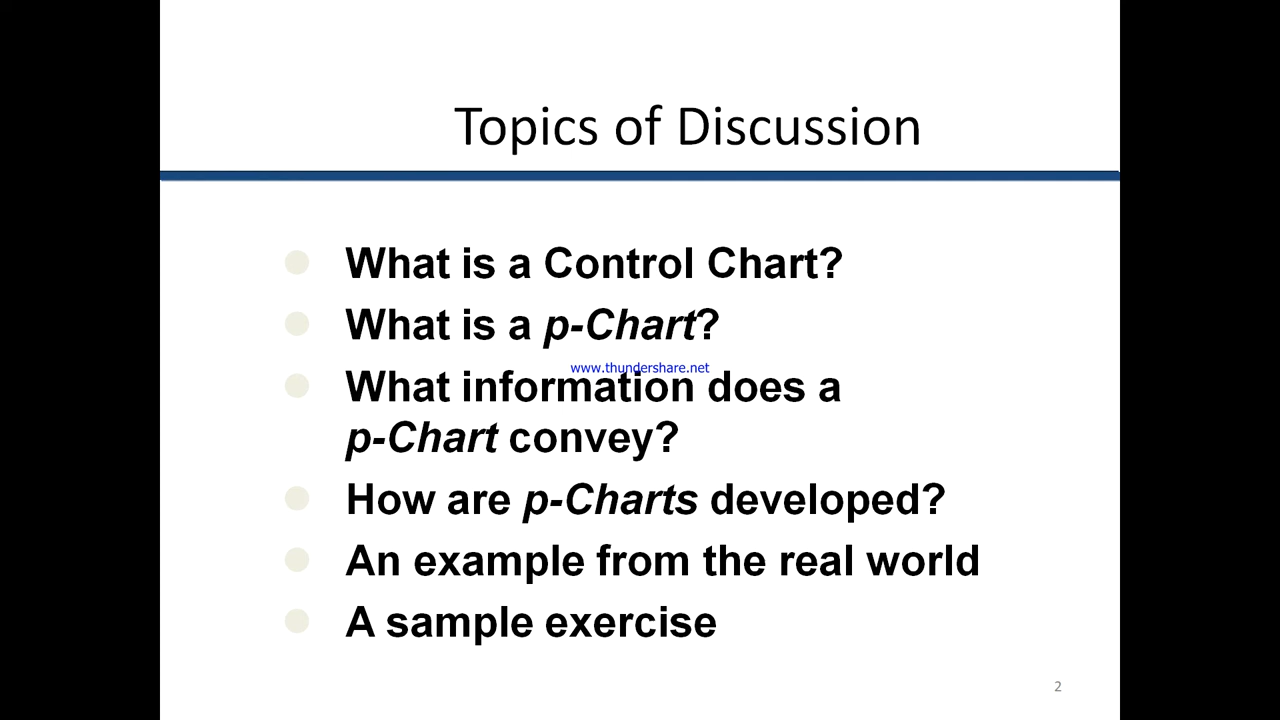 Topics of Discussion
What is a Control Chart?
What is a p-Chart?
www.thundershare.net
What information does a
p-Chart convey?
How are p-Charts developed?
An example from the real world
A sample exercise
2